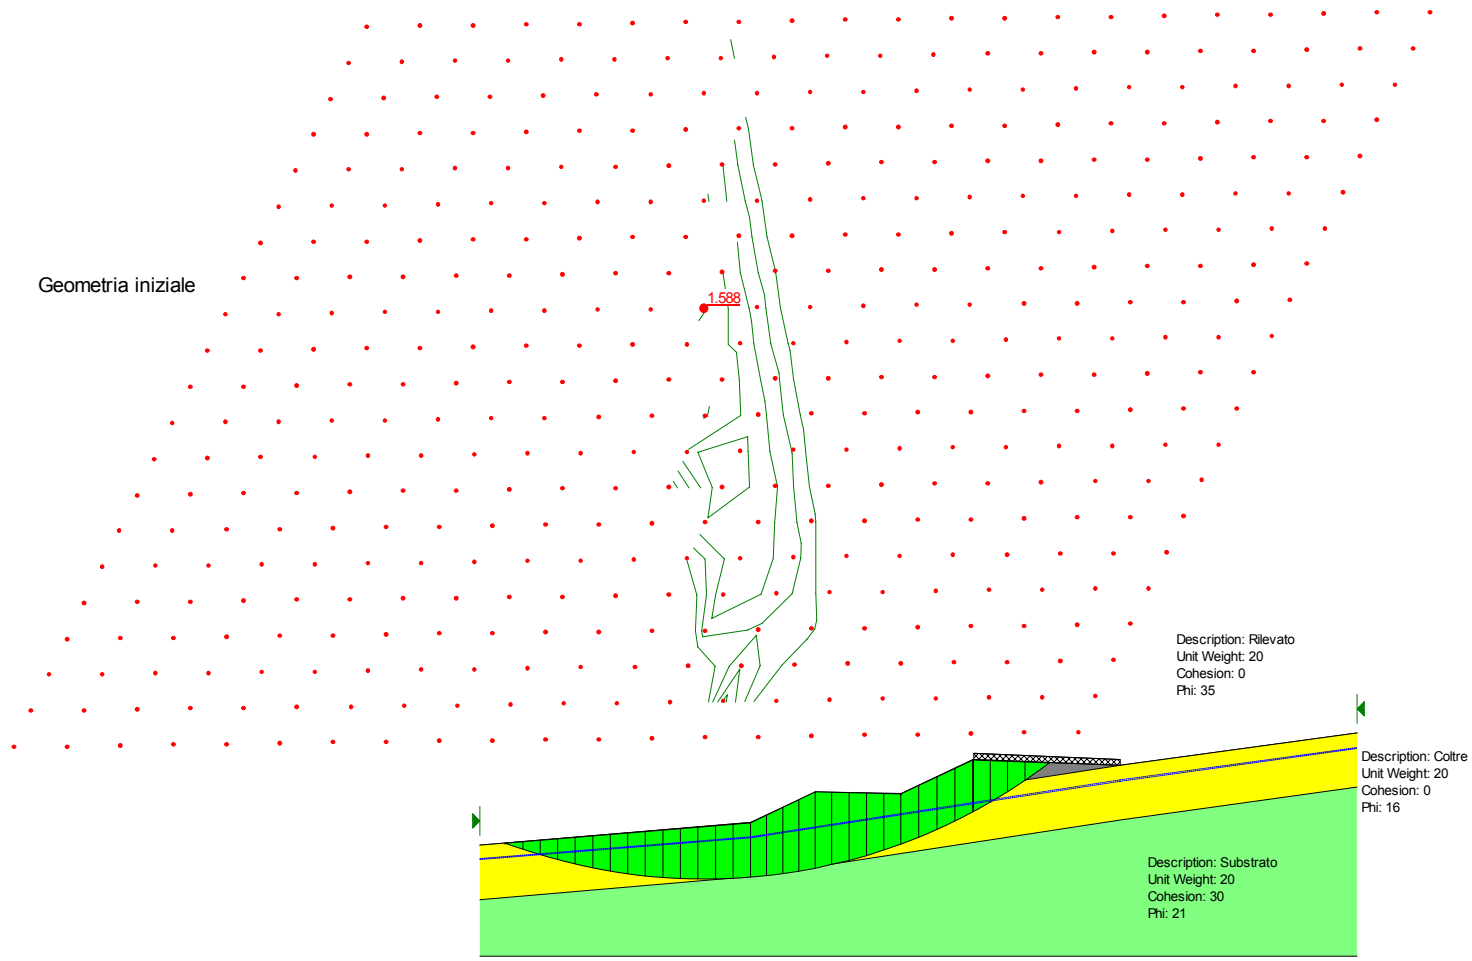 Geometria iniziale
1.588
Description: Rilevato
Unit Weight: 20
Cohesion: 0
Phi: 35
Description: Coltre
Unit Weight: 20
Cohesion: 0
Phi: 16
Description: Substrato
Unit Weight: 20
Cohesion: 30
Phi: 21